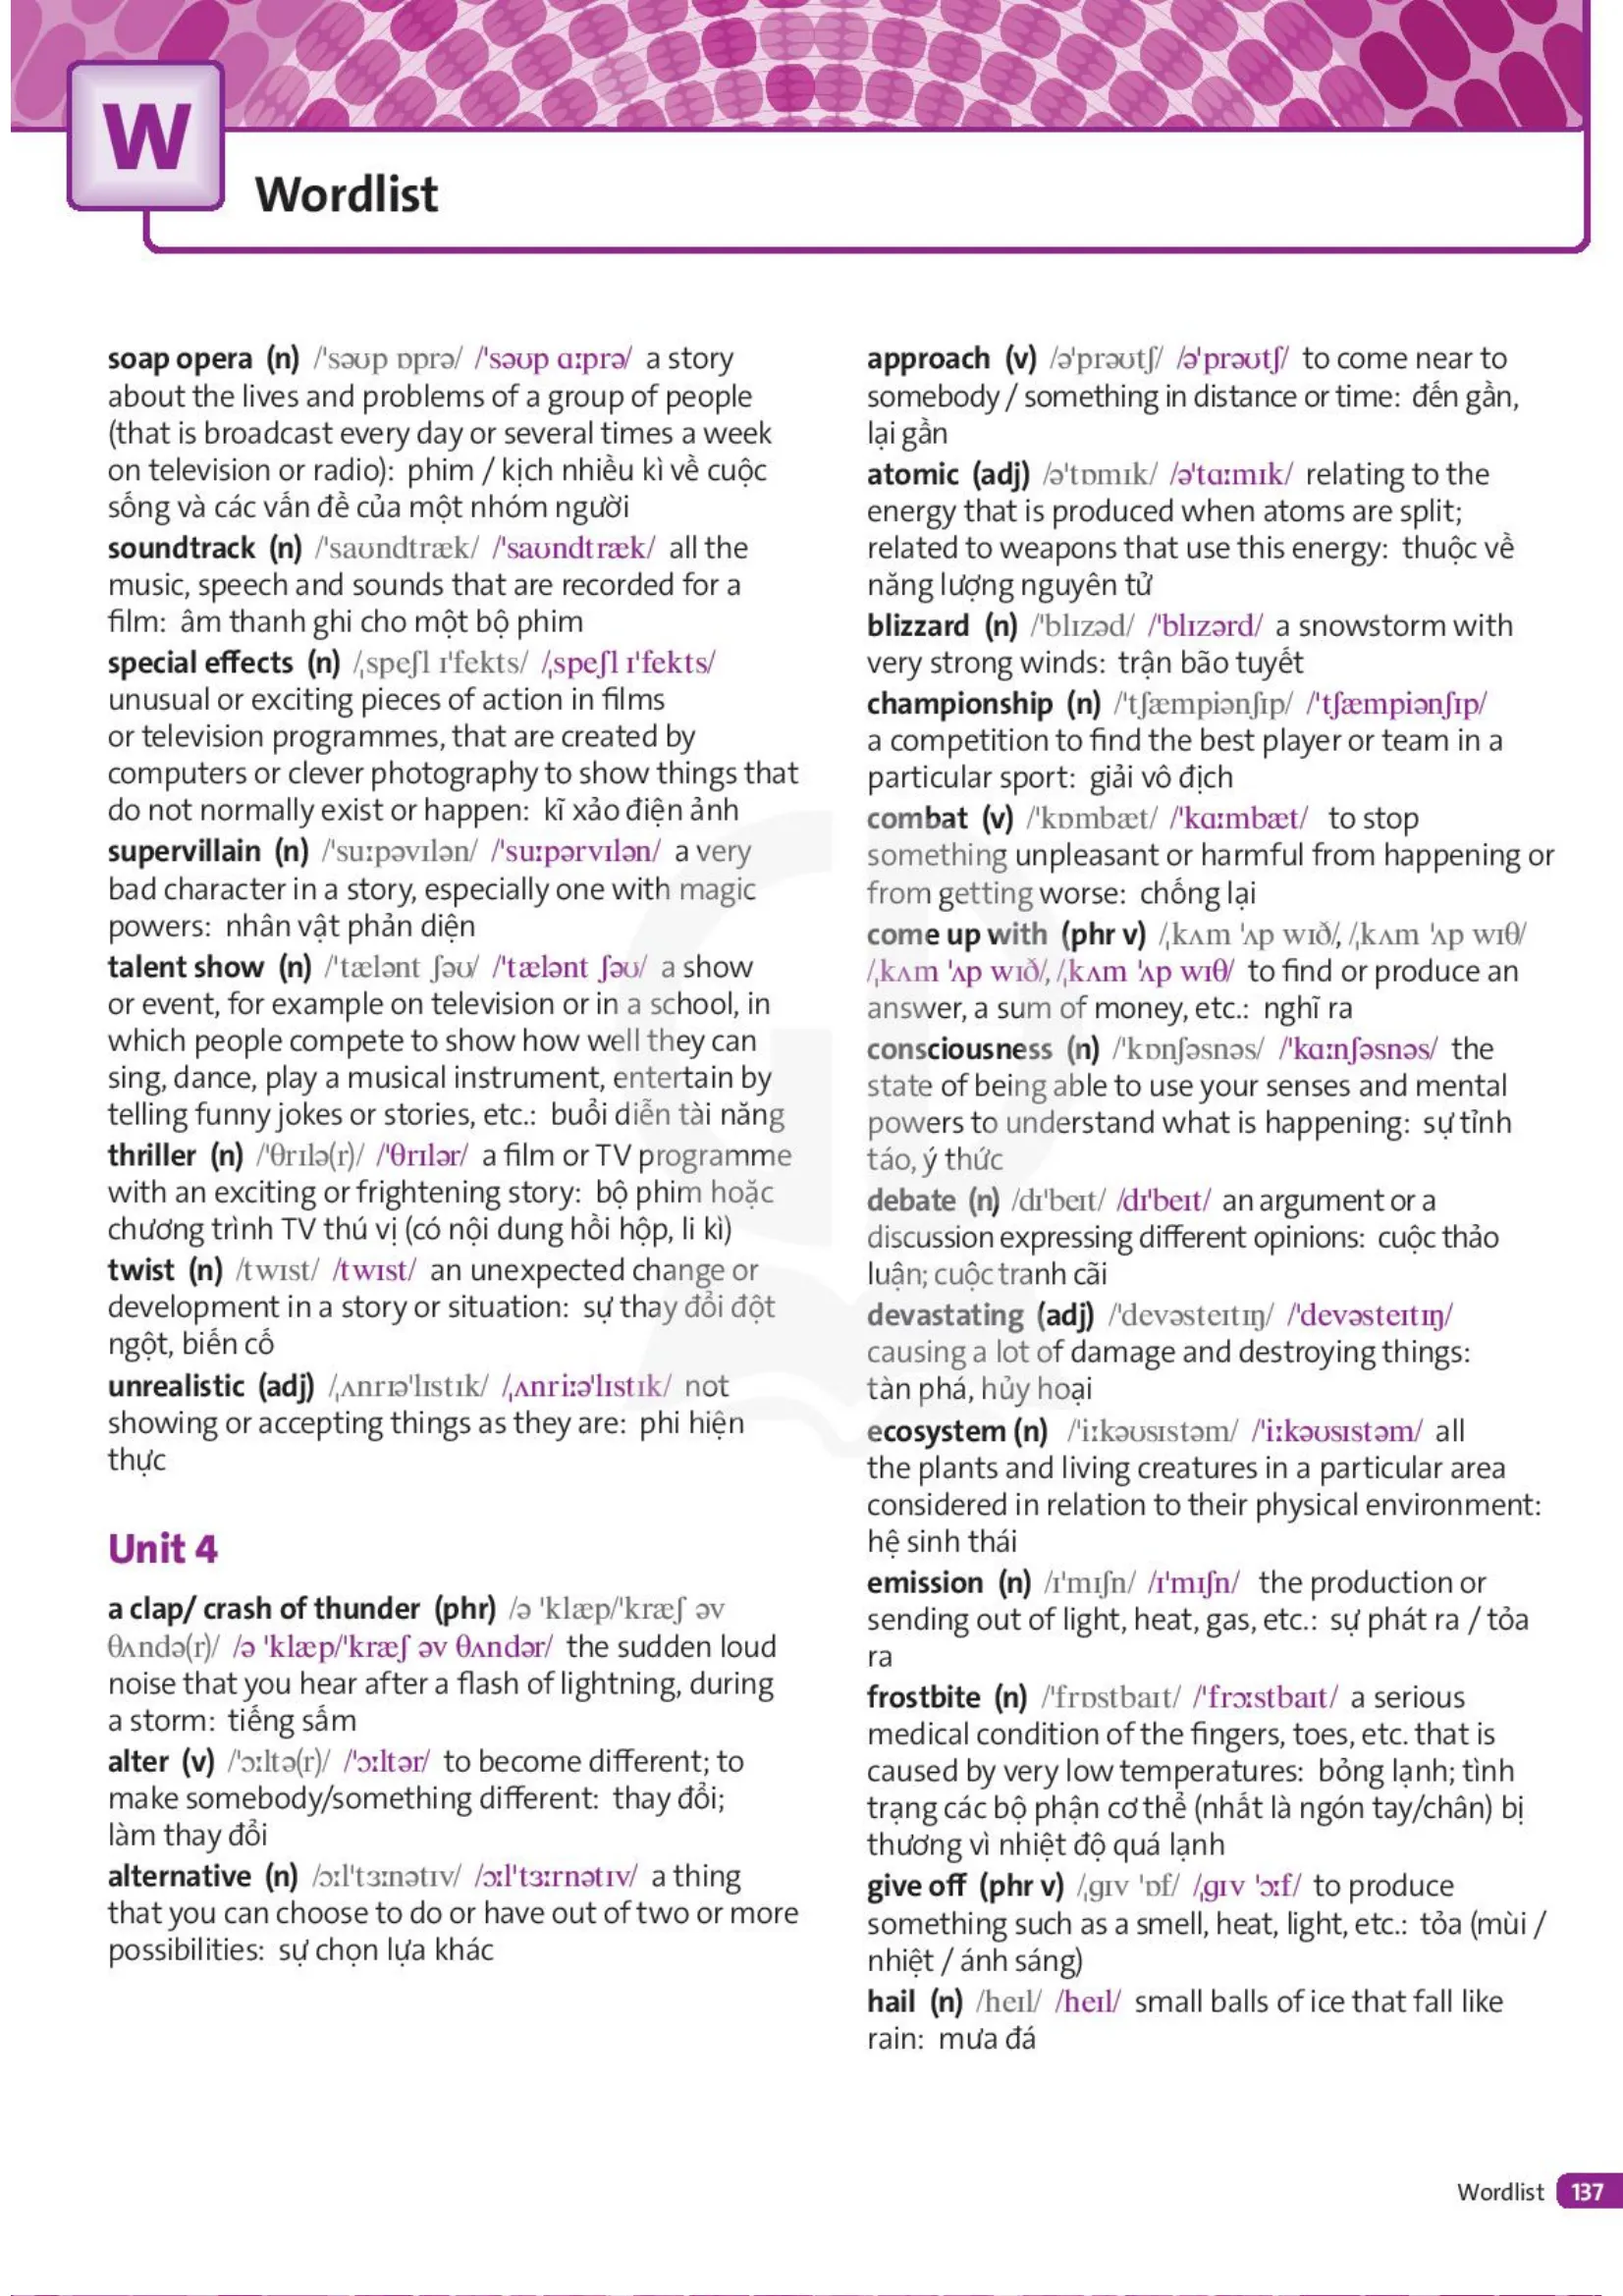 W
Wordlist
soap opera (n) /ˈsəʊp ɒprə/ /ˈsəʊp ɑːprə/ a story
about the lives and problems of a group of people
(that is broadcast every day or several times a week
on television or radio): phim / kịch nhiều kì về cuộc
sống và các vấn đề của một nhóm người
soundtrack (n) /ˈsaʊndtræk/ /ˈsaʊndtræk/ all the
music, speech and sounds that are recorded for a
film: âm thanh ghi cho một bộ phim
special effects (n) /ˌspeʃl ɪˈfekts/ /ˌspeʃl ɪˈfekts/
unusual or exciting pieces of action in films
or television programmes, that are created by
computers or clever photography to show things that
do not normally exist or happen: kĩ xảo điện ảnh
supervillain (n) /ˈsuːpəvɪlən/ /ˈsuːpərvɪlən/ a very
bad character in a story, especially one with magic
powers: nhân vật phản diện
talent show (n) /ˈtælənt ʃəʊ/ /ˈtælənt ʃəʊ/ a show
or event, for example on television or in a school, in
which people compete to show how well they can
sing, dance, play a musical instrument, entertain by
telling funny jokes or stories, etc.: buổi diễn tài năng
thriller (n) /ˈθrɪlə(r)/ /ˈθrɪlər/ a film or TV programme
with an exciting or frightening story: bộ phim hoặc
chương trình TV thú vị (có nội dung hồi hộp, li kì)
twist (n) /twɪst/ /twɪst/ an unexpected change or
development in a story or situation: sự thay đổi đột
ngột, biến cố
unrealistic (adj) /ˌʌnrɪəˈlɪstɪk/ /ˌʌnriːəˈlɪstɪk/ not
showing or accepting things as they are: phi hiện
thực
Unit 4
a clap/ crash of thunder (phr) /ə ˈklæp/ˈkræʃ əv
θʌndə(r)/ /ə ˈklæp/ˈkræʃ əv θʌndər/ the sudden loud
noise that you hear after a flash of lightning, during
a storm: tiếng sấm
alter (v) /ˈɔːltə(r)/ /ˈɔːltər/ to become different; to
make somebody/something different: thay đổi;
làm thay đổi
alternative (n) /ɔːlˈtɜːnətɪv/ /ɔːlˈtɜːrnətɪv/ a thing
that you can choose to do or have out of two or more
possibilities: sự chọn lựa khác
approach (v) /əˈprəʊtʃ/ /əˈprəʊtʃ/ to come near to
somebody / something in distance or time: đến gần,
lại gần
atomic (adj) /əˈtɒmɪk/ /əˈtɑːmɪk/ relating to the
energy that is produced when atoms are split;
related to weapons that use this energy: thuộc về
năng lượng nguyên tử
blizzard (n) /ˈblɪzəd/ /ˈblɪzərd/ a snowstorm with
very strong winds: trận bão tuyết
championship (n) /ˈtʃæmpiənʃɪp/ /ˈtʃæmpiənʃɪp/
a competition to find the best player or team in a
particular sport: giải vô địch
combat (v) /ˈkɒmbæt/ /ˈkɑːmbæt/ to stop
something unpleasant or harmful from happening or
from getting worse: chống lại
come up with (phr v) /ˌkʌm ˈʌp wɪð/, /ˌkʌm ˈʌp wɪθ/
/ˌkʌm ˈʌp wɪð/, /ˌkʌm ˈʌp wɪθ/ to find or produce an
answer, a sum of money, etc.: nghĩ ra
consciousness (n) /ˈkɒnʃəsnəs/ /ˈkɑːnʃəsnəs/ the
state of being able to use your senses and mental
powers to understand what is happening: sự tỉnh
táo, ý thức
debate (n) /dɪˈbeɪt/ /dɪˈbeɪt/ an argument or a
discussion expressing different opinions: cuộc thảo
luận; cuộc tranh cãi
devastating (adj) /ˈdevəsteɪtɪŋ/ /ˈdevəsteɪtɪŋ/
causing a lot of damage and destroying things:
tàn phá, hủy hoại
ecosystem (n) /ˈiːkəʊsɪstəm/ /ˈiːkəʊsɪstəm/ all
the plants and living creatures in a particular area
considered in relation to their physical environment:
hệ sinh thái
emission (n) /ɪˈmɪʃn/ /ɪˈmɪʃn/ the production or
sending out of light, heat, gas, etc.: sự phát ra / tỏa
ra
frostbite (n) /ˈfrɒstbaɪt/ /ˈfrɔːstbaɪt/ a serious
medical condition of the fingers, toes, etc. that is
caused by very low temperatures: bỏng lạnh; tình
trạng các bộ phận cơ thể (nhất là ngón tay/chân) bị
thương vì nhiệt độ quá lạnh
give off (phr v) /ˌgɪv ˈɒf/ /ˌgɪv ˈɔːf/ to produce
something such as a smell, heat, light, etc.: tỏa (mùi /
nhiệt / ánh sáng)
hail (n) /heɪl/ /heɪl/ small balls of ice that fall like
rain: mưa đá
Wordlist 137